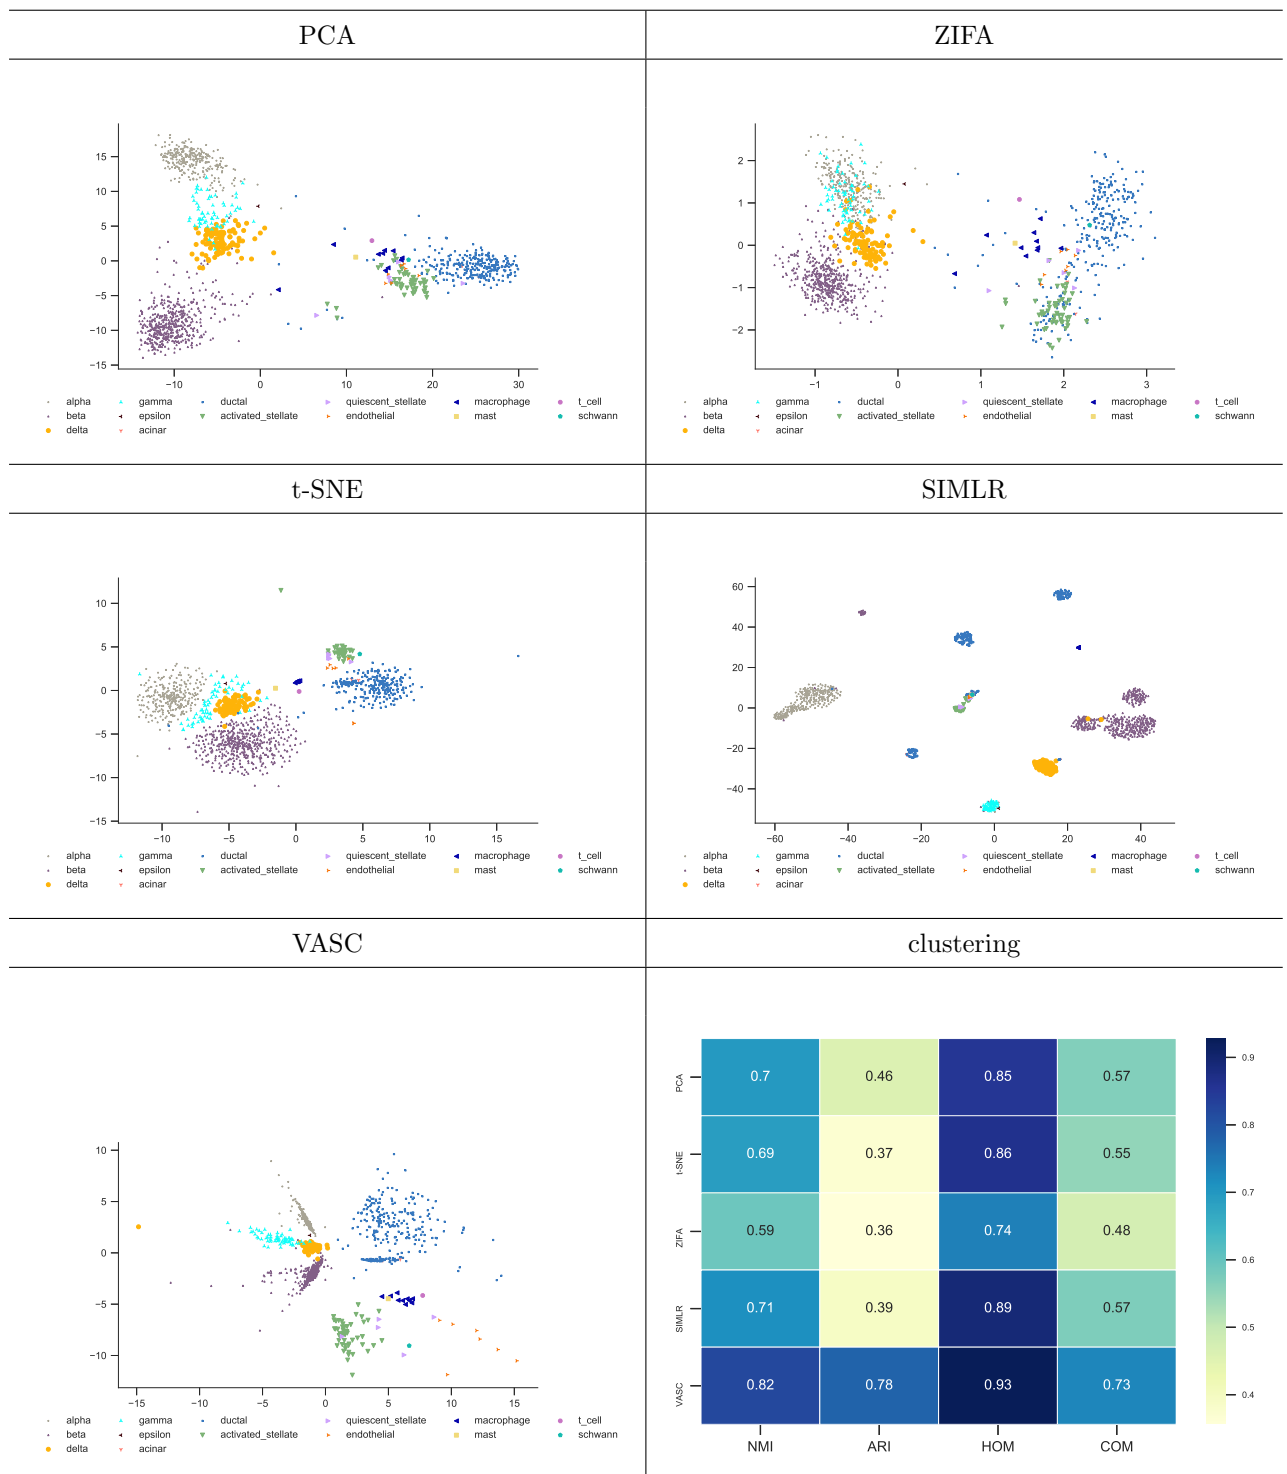 PCA
ZIFA
15
10
5
0
−5
−10
−15
−10
0
10
20
30
alpha
gamma
ductal
quiescent_stellate
macrophage
t_cell
beta
epsilon
activated_stellate
endothelial
mast
schwann
delta
acinar
2
1
0
−1
−2
−1
0
1
2
3
alpha
gamma
ductal
quiescent_stellate
macrophage
t_cell
beta
epsilon
activated_stellate
endothelial
mast
schwann
delta
acinar
t-SNE
SIMLR
10
5
0
−5
−10
−15
−10
−5
0
5
10
15
alpha
gamma
ductal
quiescent_stellate
macrophage
t_cell
beta
epsilon
activated_stellate
endothelial
mast
schwann
delta
acinar
60
40
20
0
−20
−40
−60
−40
−20
0
20
40
alpha
gamma
ductal
quiescent_stellate
macrophage
t_cell
beta
epsilon
activated_stellate
endothelial
mast
schwann
delta
acinar
VASC
clustering
10
5
0
−5
−10
−15
−10
−5
0
5
10
15
alpha
gamma
ductal
quiescent_stellate
macrophage
t_cell
beta
epsilon
activated_stellate
endothelial
mast
schwann
delta
acinar
PCA
0.7
0.46
0.85
0.57
t-SNE
0.69
0.37
0.86
0.55
ZIFA
0.59
0.36
0.74
0.48
SIMLR
0.71
0.39
0.89
0.57
VASC
0.82
0.78
0.93
0.73
NMI
ARI
HOM
COM
0.9
0.8
0.7
0.6
0.5
0.4